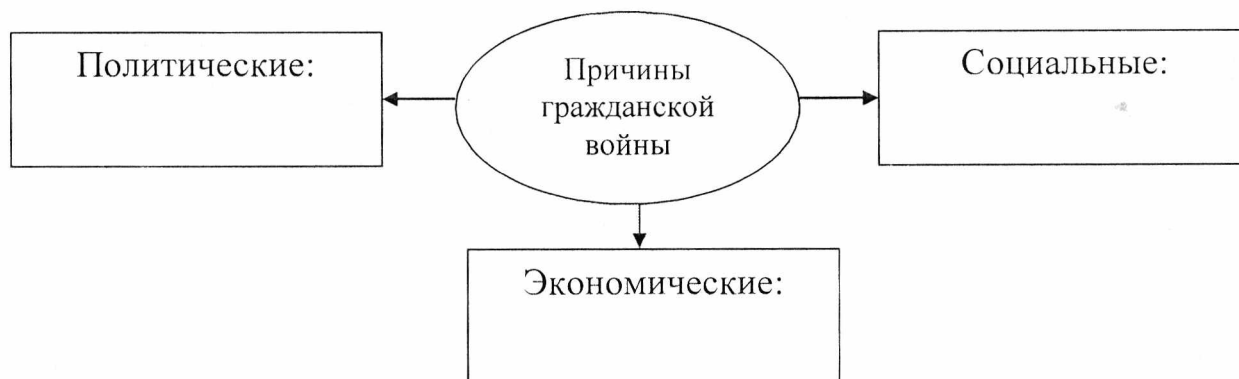 Политические:
Причины
гражданской
войны
Социальные:
Экономические: